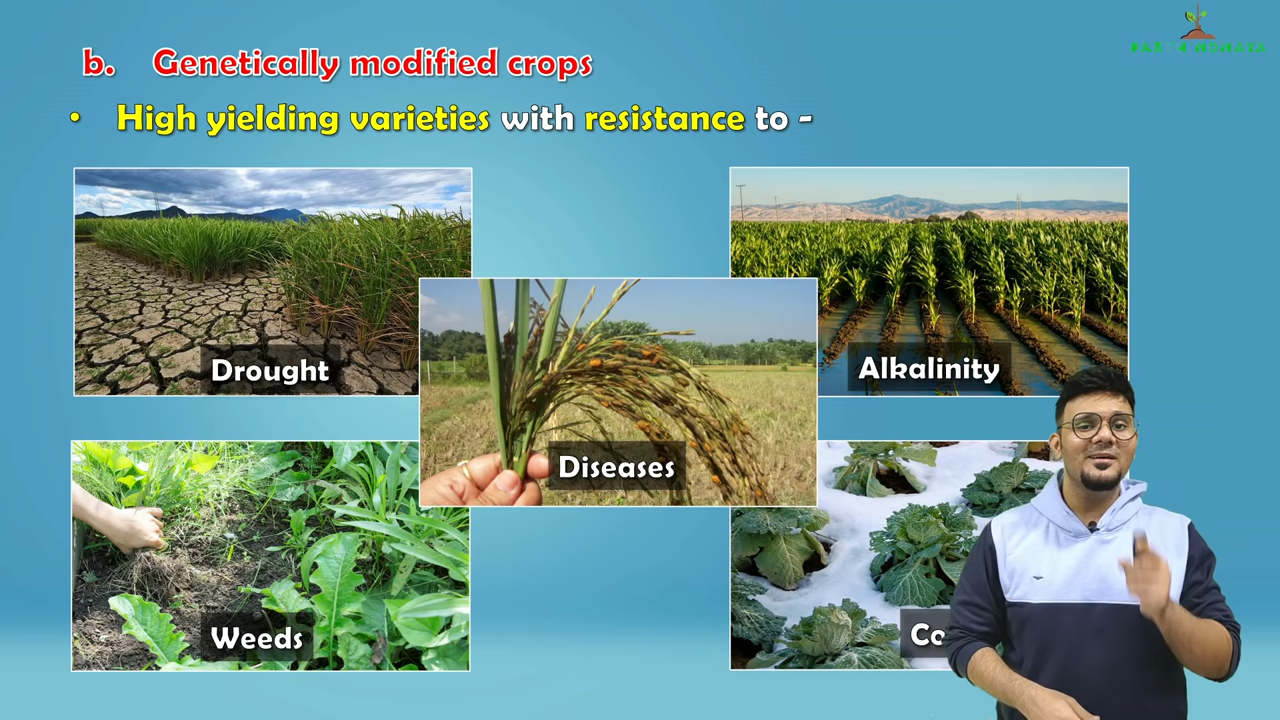 b. Genetically modified crops
• High yielding varieties with resistance to -
Drought
Alkalinity
Diseases
Weeds